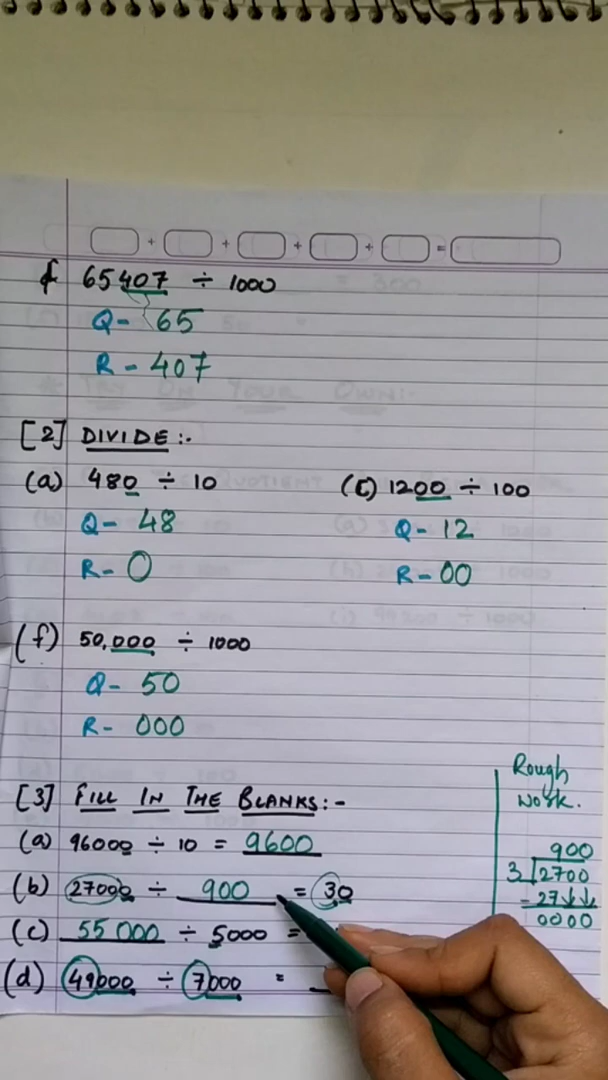 + + + + =
f 65407 ÷ 1000
Q- 65
R- 407
[2] DIVIDE:-
(a) 480 ÷ 10 (c) 1200 ÷ 100
Q- 48 Q- 12
R- 0 R- 00
(f) 50,000 ÷ 1000
Q- 50
R- 000
Rough
Work.
[3] FILL IN THE BLANKS:-
(a) 96000 ÷ 10 = 9600
(b) 27000 ÷ 900 = 30
(c) 55000 ÷ 5000 =
(d) 49000 ÷ 7000 =
900
3 2700
- 27↓↓
0000